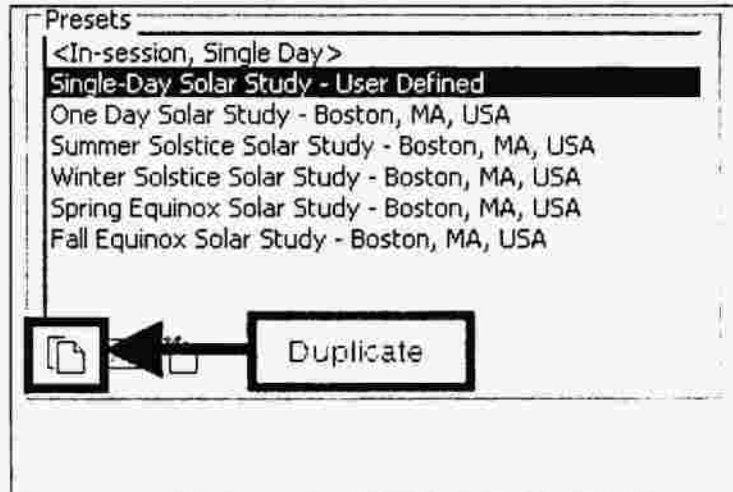 Presets
<In-session, Single Day>
Single-Day Solar Study - User Defined
One Day Solar Study - Boston, MA, USA
Summer Solstice Solar Study - Boston, MA, USA
Winter Solstice Solar Study - Boston, MA, USA
Spring Equinox Solar Study - Boston, MA, USA
Fall Equinox Solar Study - Boston, MA, USA
Duplicate